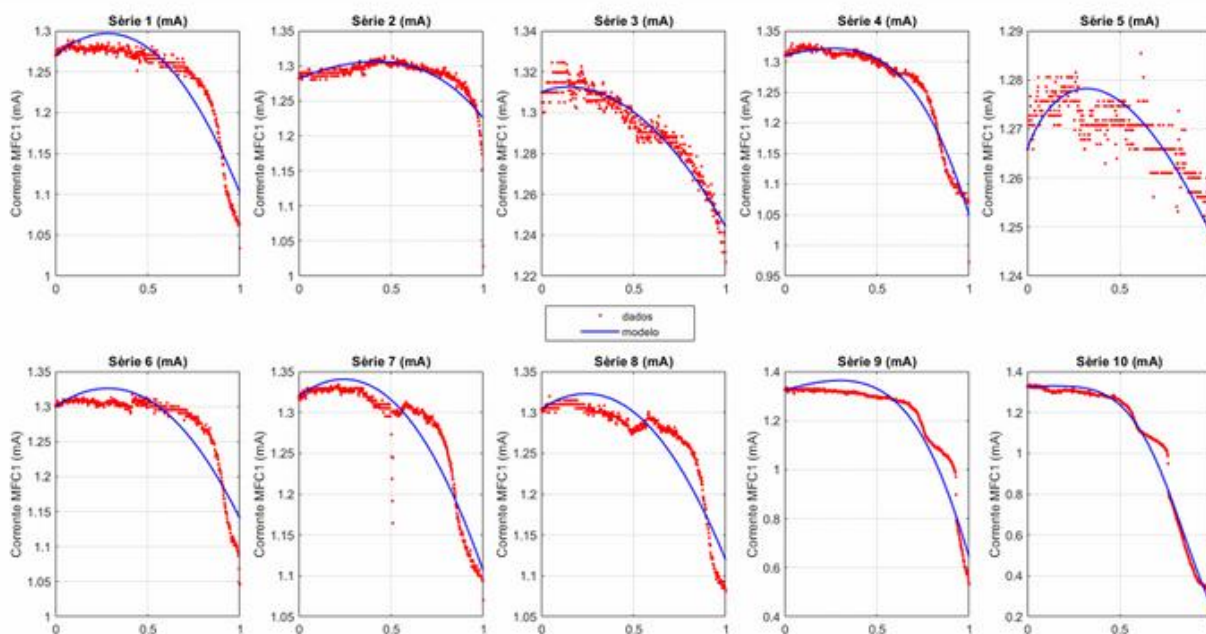 Série 1 (mA)
1.3
1.25
1.2
1.15
1.1
1.05
1
Corrente MFC1 (mA)
0 0.5 1
Série 2 (mA)
1.35
1.3
1.25
1.2
1.15
1.1
1.05
1
Corrente MFC1 (mA)
0 0.5 1
Série 3 (mA)
1.34
1.32
1.3
1.28
1.26
1.24
1.22
Corrente MFC1 (mA)
0 0.5 1
Série 4 (mA)
1.35
1.3
1.25
1.2
1.15
1.1
1.05
1
0.95
Corrente MFC1 (mA)
0 0.5 1
Série 5 (mA)
1.29
1.28
1.27
1.26
1.25
1.24
Corrente MFC1 (mA)
0 0.5
dados
modelo
Série 6 (mA)
1.35
1.3
1.25
1.2
1.15
1.1
1.05
1
Corrente MFC1 (mA)
0 0.5 1
Série 7 (mA)
1.35
1.3
1.25
1.2
1.15
1.1
1.05
Corrente MFC1 (mA)
0 0.5 1
Série 8 (mA)
1.35
1.3
1.25
1.2
1.15
1.1
1.05
Corrente MFC1 (mA)
0 0.5 1
Série 9 (mA)
1.4
1.2
1
0.8
0.6
0.4
Corrente MFC1 (mA)
0 0.5 1
Série 10 (mA)
1.4
1.2
1
0.8
0.6
0.4
0.2
Corrente MFC1 (mA)
0 0.5